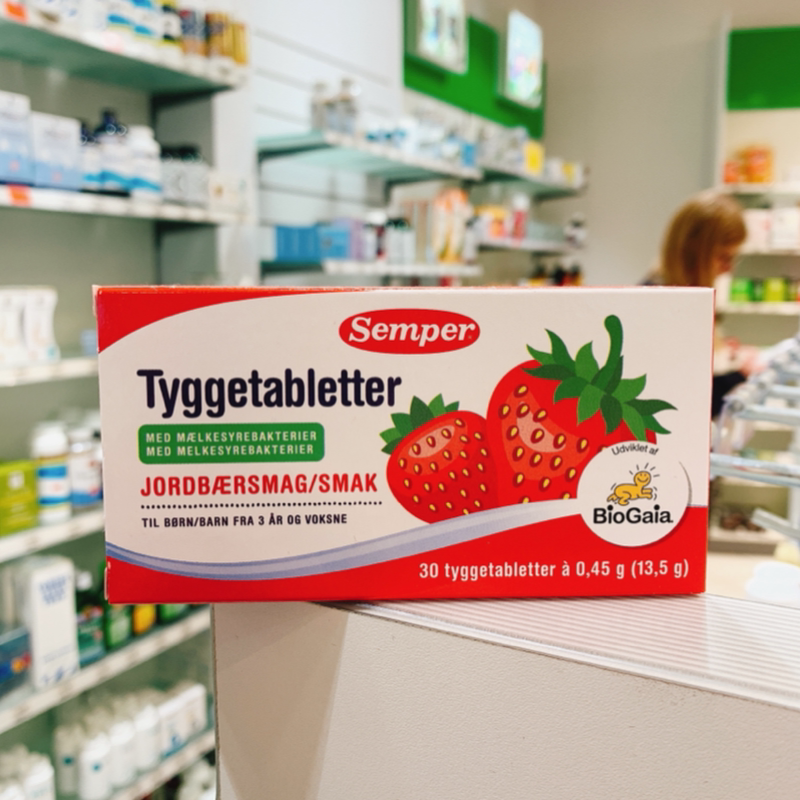 Semper
Tyggetabletter
MED MÆLKESYREBAKTERIER
MED MELKESYREBAKTERIER
JORDBÆRSMAG/SMAK
TIL BØRN/BARN FRA 3 ÅR OG VOKSNE
Udviklet af
BioGaia
30 tyggetabletter à 0,45 g (13,5 g)